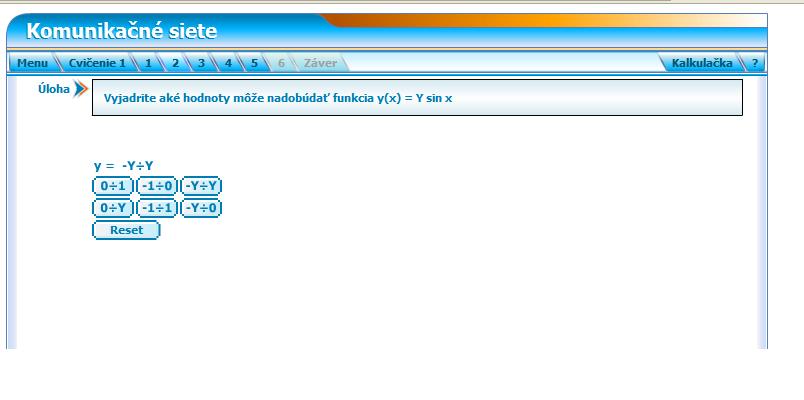 Komunikačné siete
Menu Cvičenie 1 1 2 3 4 5 6 Záver Kalkulačka ?
Úloha Vyjadrite aké hodnoty môže nadobúdať funkcia y(x) = Y sin x
y = -Y÷Y
0÷1 -1÷0 -Y÷Y
0÷Y -1÷1 -Y÷0
Reset